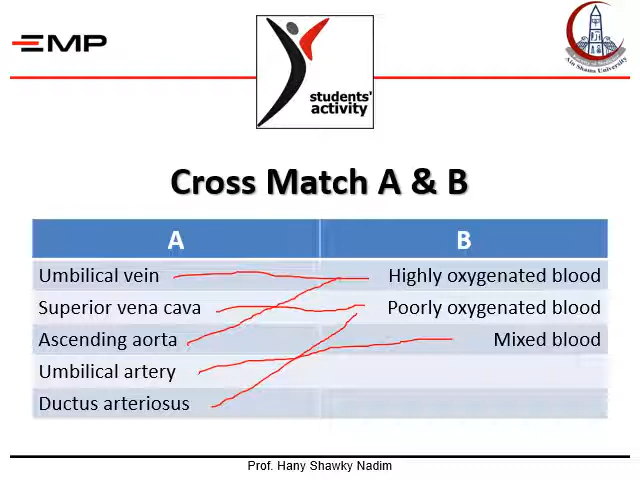 EMP
students'
activity
Ain Shams University
Cross Match A & B
A B
Umbilical vein Highly oxygenated blood
Superior vena cava Poorly oxygenated blood
Ascending aorta Mixed blood
Umbilical artery
Ductus arteriosus
Prof. Hany Shawky Nadim